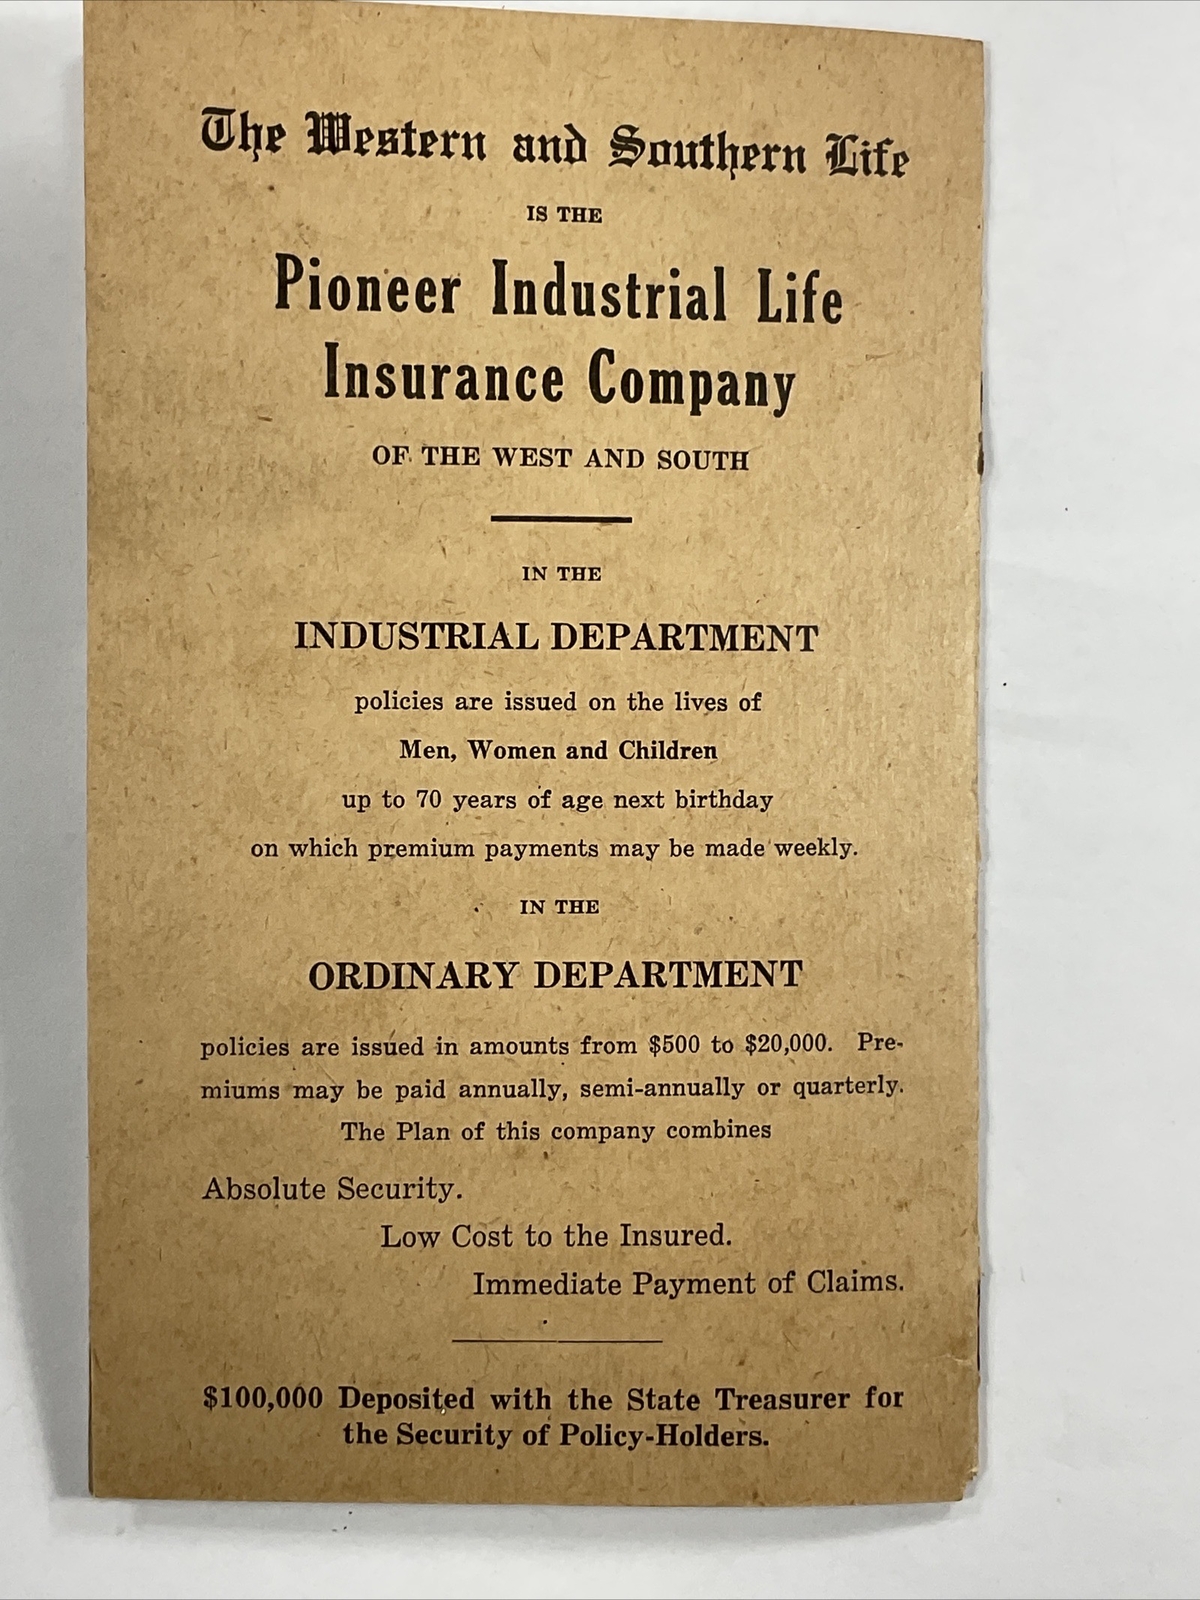 The Western and Southern Life
IS THE
Pioneer Industrial Life
Insurance Company
OF THE WEST AND SOUTH
IN THE
INDUSTRIAL DEPARTMENT
policies are issued on the lives of
Men, Women and Children
up to 70 years of age next birthday
on which premium payments may be made weekly.
IN THE
ORDINARY DEPARTMENT
policies are issued in amounts from $500 to $20,000. Pre-
miums may be paid annually, semi-annually or quarterly.
The Plan of this company combines
Absolute Security.
Low Cost to the Insured.
Immediate Payment of Claims.
$100,000 Deposited with the State Treasurer for
the Security of Policy-Holders.